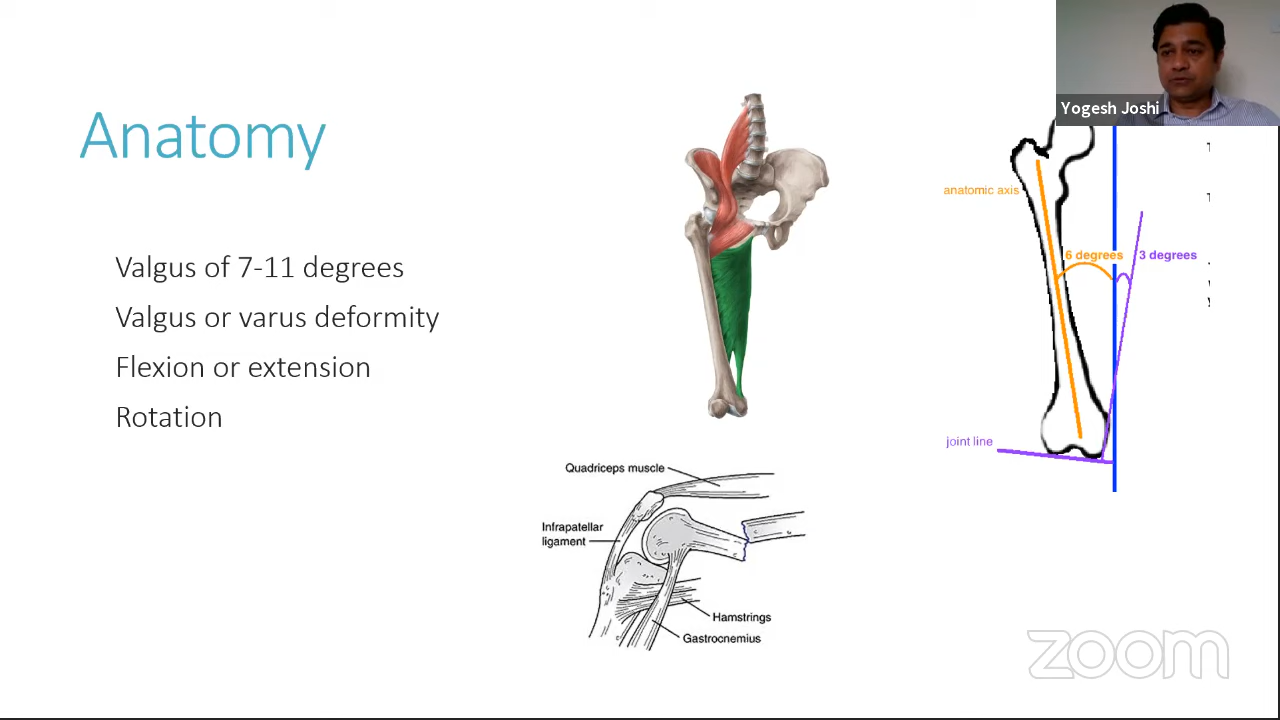 Yogesh Joshi
Anatomy
Valgus of 7-11 degrees
Valgus or varus deformity
Flexion or extension
Rotation
anatomic axis
6 degrees
3 degrees
joint line
Quadriceps muscle
Infrapatellar
ligament
Hamstrings
Gastrocnemius
zoom